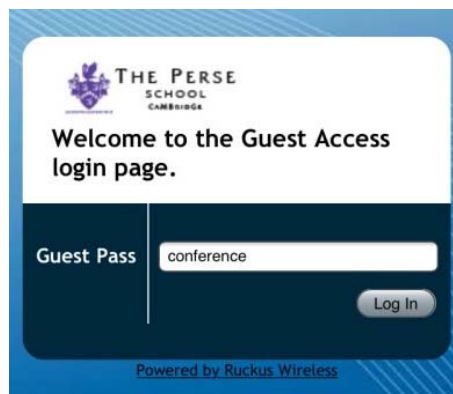 THE PERSE
SCHOOL
CAMBRIDGE
Welcome to the Guest Access
login page.
Guest Pass
conference
Log In
Powered by Ruckus Wireless